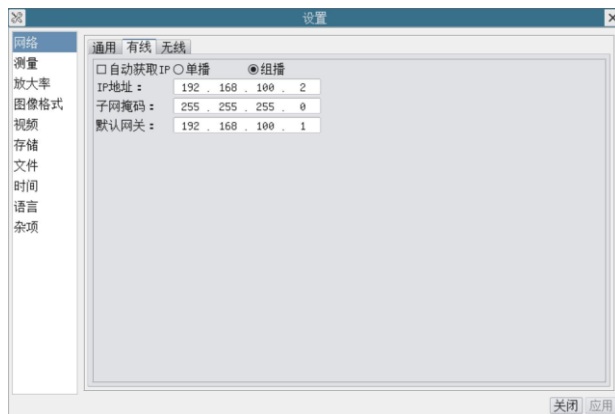 设置
网络
测量
放大率
图像格式
视频
存储
文件
时间
语言
杂项
通用 有线 无线
自动获取IP 单播 组播
IP地址： 192 . 168 . 100 . 2
子网掩码： 255 . 255 . 255 . 0
默认网关： 192 . 168 . 100 . 1
关闭 应用